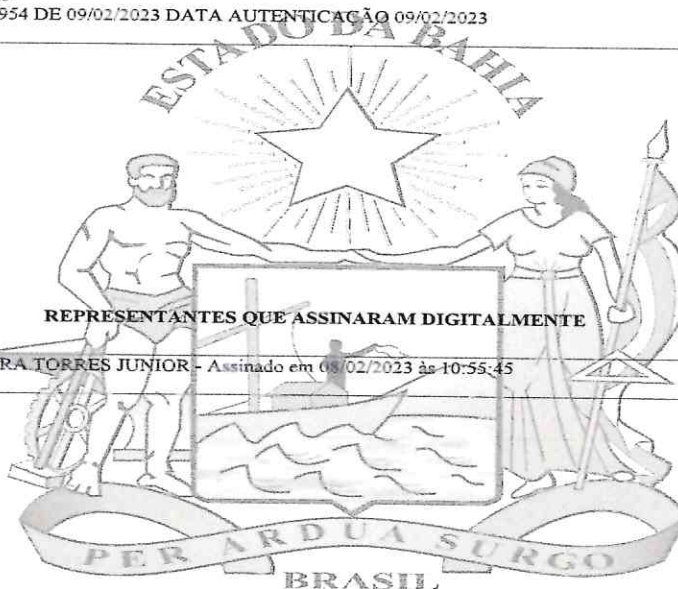 954 DE 09/02/2023 DATA AUTENTICAÇÃO 09/02/2023
ESTADO DA BAHIA
REPRESENTANTES QUE ASSINARAM DIGITALMENTE
RA TORRES JUNIOR - Assinado em 08/02/2023 às 10:55:45
PER ARDUA SURGO
BRASIL